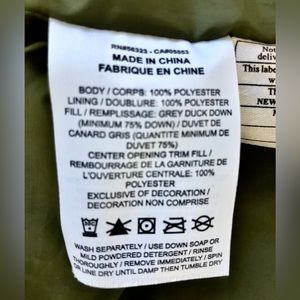 RN#56323 - CA#05553
MADE IN CHINA
FABRIQUE EN CHINE
BODY / CORPS: 100% POLYESTER
LINING / DOUBLURE: 100% POLYESTER
FILL / REMPLISSAGE: GREY DUCK DOWN
(MINIMUM 75% DOWN) / DUVET DE
CANARD GRIS (QUANTITE MINIMUM DE
DUVET 75%)
CENTER OPENING TRIM FILL /
REMBOURRAGE DE LA GARNITURE DE
L'OUVERTURE CENTRALE: 100%
POLYESTER
EXCLUSIVE OF DECORATION /
DECORATION NON COMPRISE
WASH SEPARATELY / USE DOWN SOAP OR
MILD POWDERED DETERGENT / RINSE
THOROUGHLY / REMOVE IMMEDIATELY / SPIN
OR LINE DRY UNTIL DAMP THEN TUMBLE DRY
Not
deliv
This label
w
Th
NEW